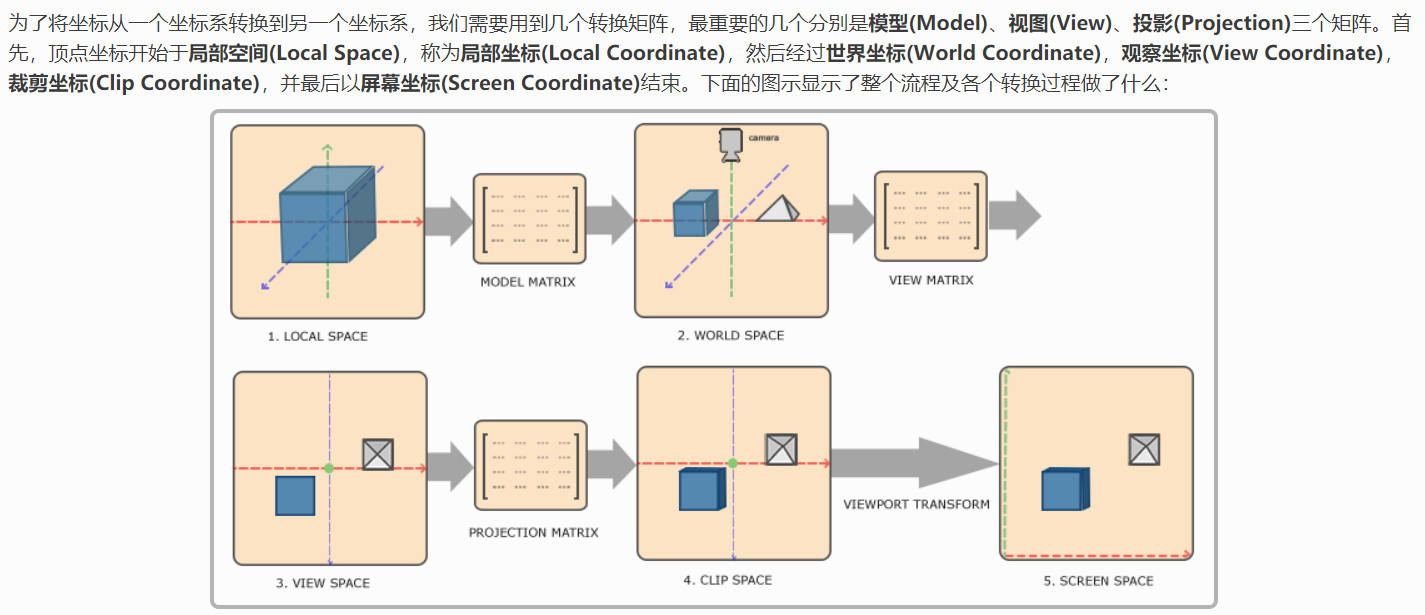 为了将坐标从一个坐标系转换到另一个坐标系，我们需要用到几个转换矩阵，最重要的几个分别是模型(Model)、视图(View)、投影(Projection)三个矩阵。首
先，顶点坐标开始于局部空间(Local Space)，称为局部坐标(Local Coordinate)，然后经过世界坐标(World Coordinate)，观察坐标(View Coordinate)，
裁剪坐标(Clip Coordinate)，并最后以屏幕坐标(Screen Coordinate)结束。下面的图示显示了整个流程及各个转换过程做了什么：
camera
MODEL MATRIX
VIEW MATRIX
1. LOCAL SPACE
2. WORLD SPACE
VIEWPORT TRANSFORM
PROJECTION MATRIX
3. VIEW SPACE
4. CLIP SPACE
5. SCREEN SPACE